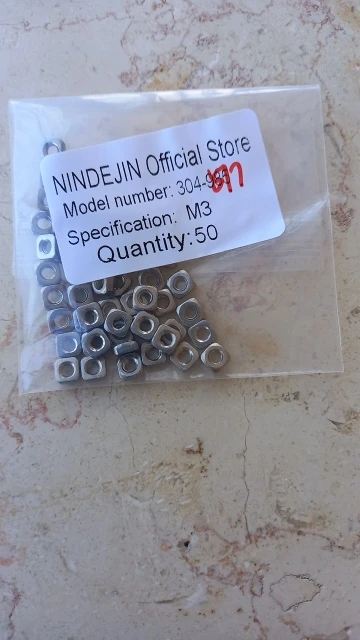 NINDEJIN Official Store
Model number: 304-
Specification: M3
Quantity:50